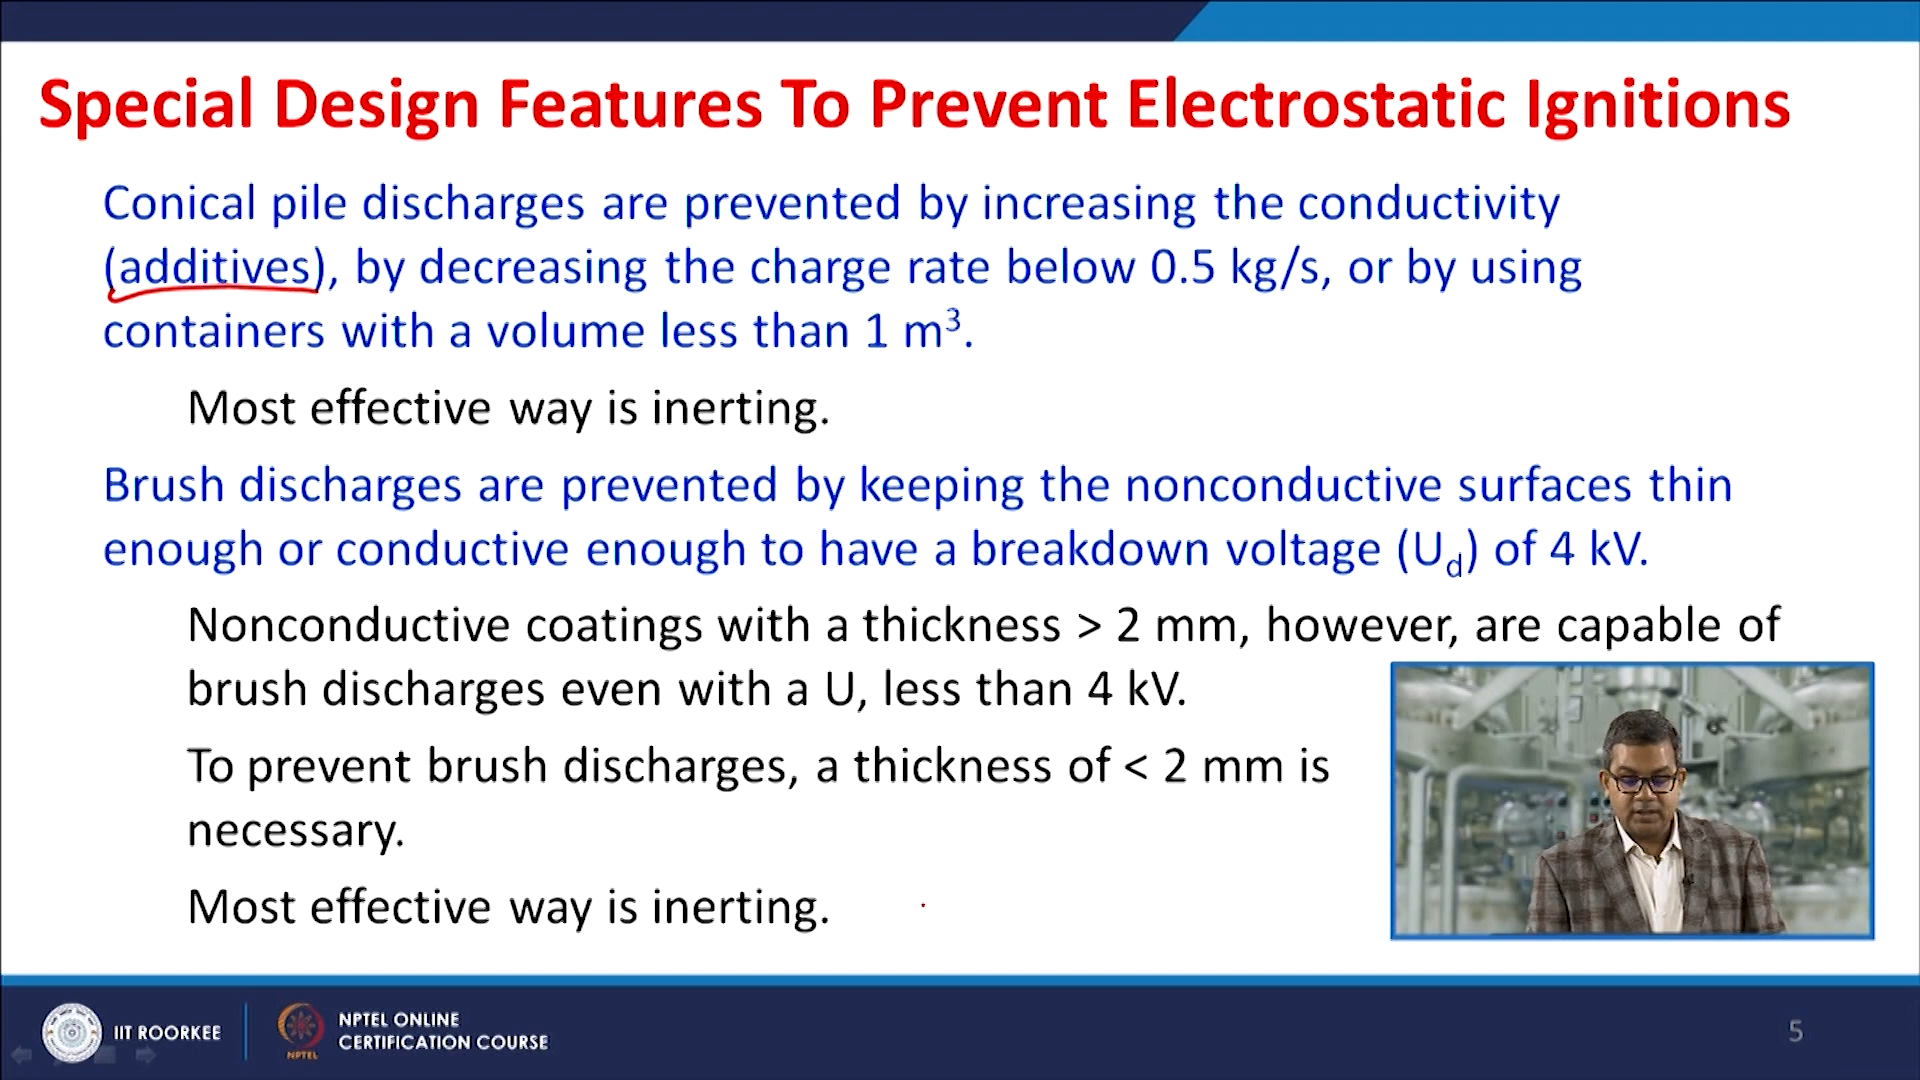 Special Design Features To Prevent Electrostatic Ignitions
Conical pile discharges are prevented by increasing the conductivity
(additives), by decreasing the charge rate below 0.5 kg/s, or by using
containers with a volume less than 1 m³.
Most effective way is inerting.
Brush discharges are prevented by keeping the nonconductive surfaces thin
enough or conductive enough to have a breakdown voltage (U_d) of 4 kV.
Nonconductive coatings with a thickness > 2 mm, however, are capable of
brush discharges even with a U, less than 4 kV.
To prevent brush discharges, a thickness of < 2 mm is
necessary.
Most effective way is inerting.
IIT ROORKEE
NPTEL
NPTEL ONLINE
CERTIFICATION COURSE
5